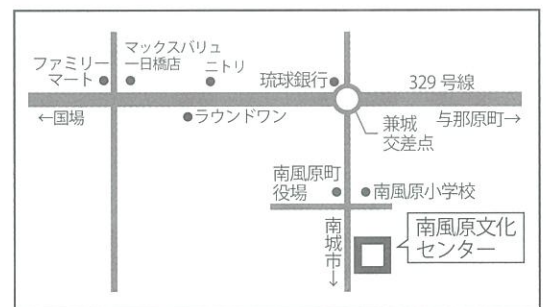 マックスバリュ
一日橋店
ファミリー
マート
ニトリ
琉球銀行
329 号線
←国場
ラウンドワン
兼城
交差点
与那原町→
南風原町
役場
南風原小学校
南城市→
南風原文化
センター